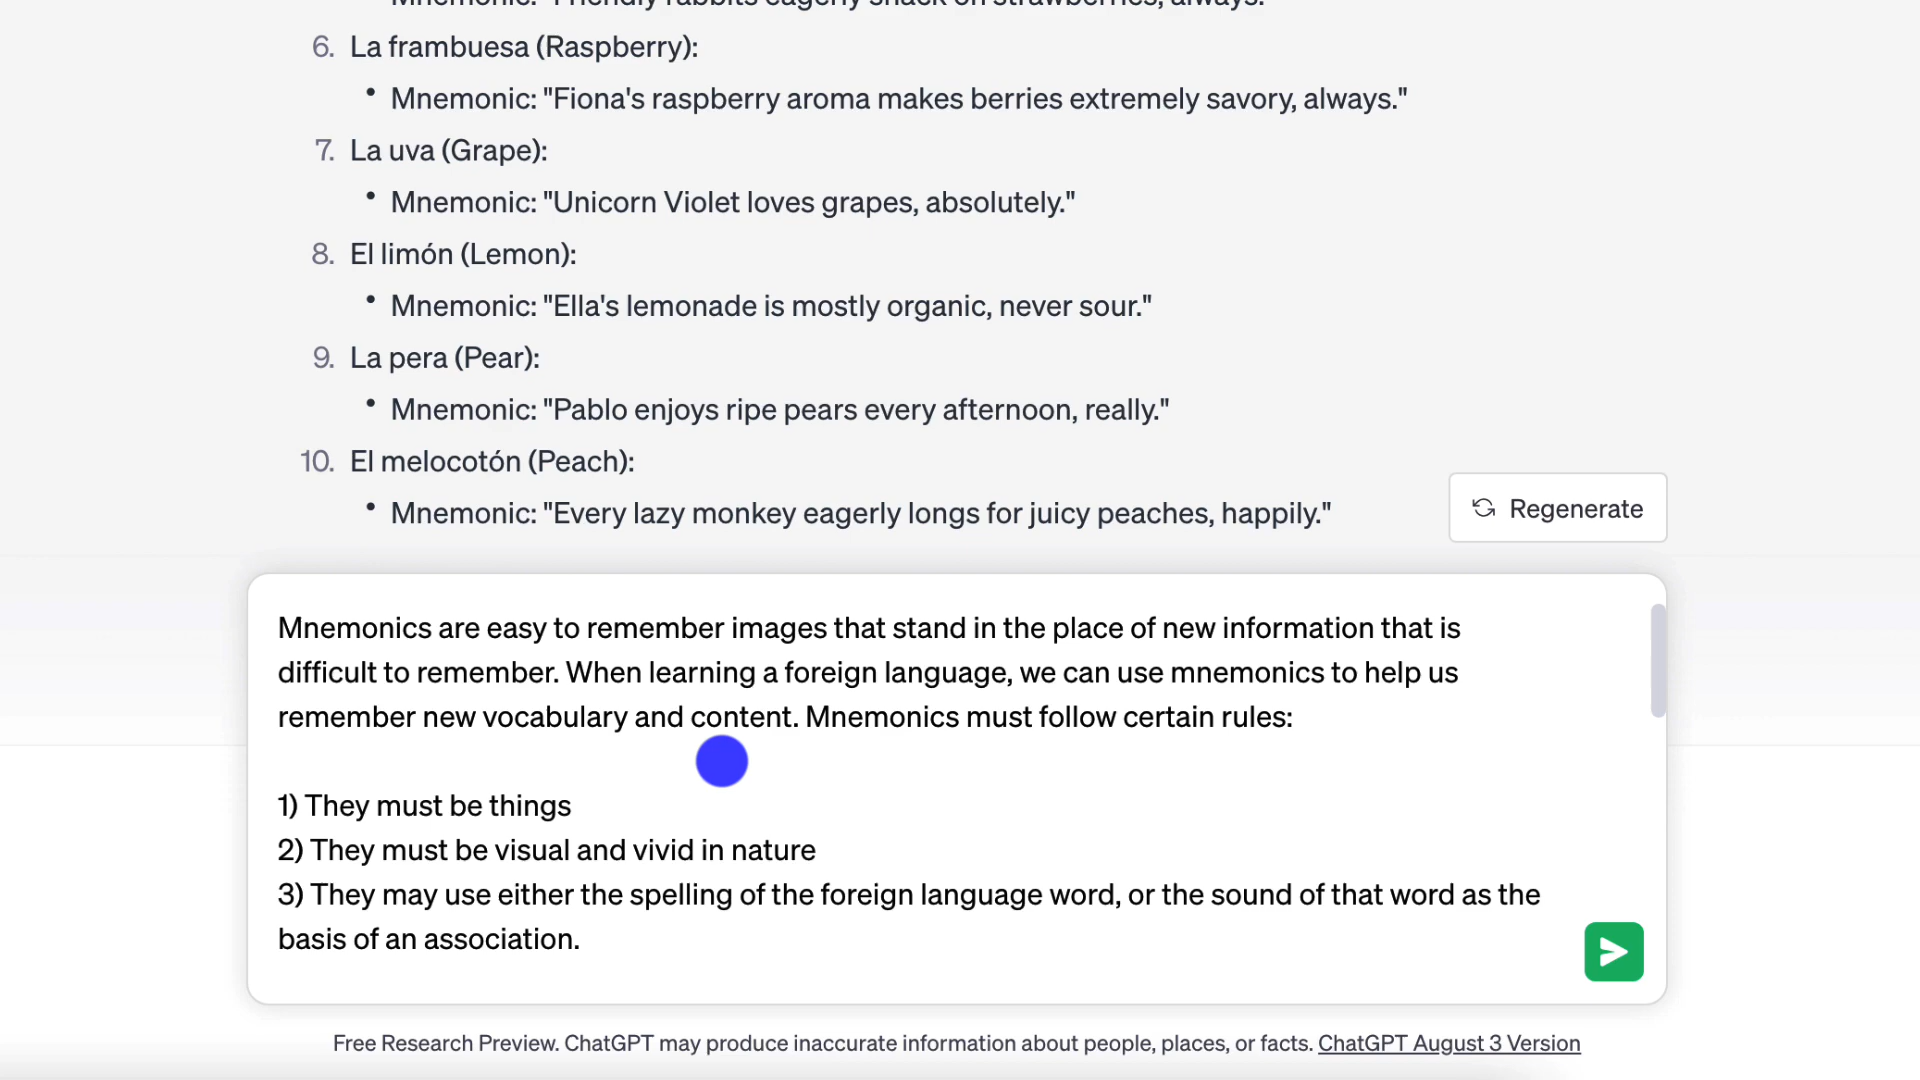 Mnemonic: "Friendly rabbits eagerly snack on strawberries, always."
6. La frambuesa (Raspberry):
• Mnemonic: "Fiona's raspberry aroma makes berries extremely savory, always."
7. La uva (Grape):
• Mnemonic: "Unicorn Violet loves grapes, absolutely."
8. El limón (Lemon):
• Mnemonic: "Ella's lemonade is mostly organic, never sour."
9. La pera (Pear):
• Mnemonic: "Pablo enjoys ripe pears every afternoon, really."
10. El melocotón (Peach):
• Mnemonic: "Every lazy monkey eagerly longs for juicy peaches, happily."
Regenerate
Mnemonics are easy to remember images that stand in the place of new information that is
difficult to remember. When learning a foreign language, we can use mnemonics to help us
remember new vocabulary and content. Mnemonics must follow certain rules:
1) They must be things
2) They must be visual and vivid in nature
3) They may use either the spelling of the foreign language word, or the sound of that word as the
basis of an association.
Free Research Preview. ChatGPT may produce inaccurate information about people, places, or facts. ChatGPT August 3 Version